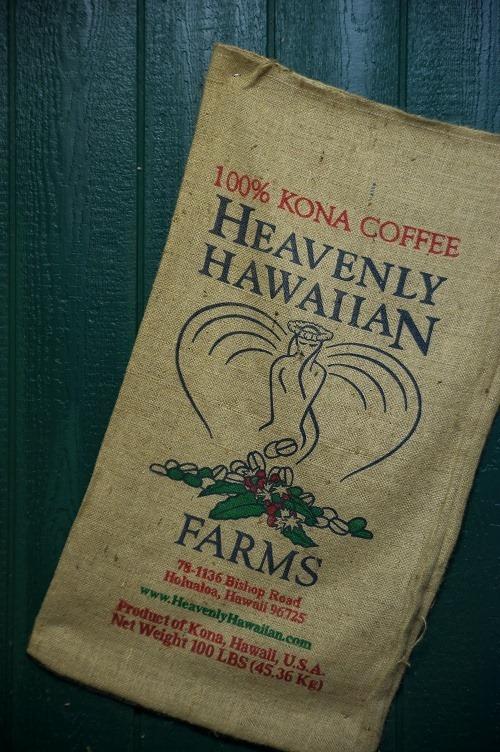 100% KONA COFFEE
HEAVENLY
HAWAIIAN
FARMS
78-1136 Bishop Road
Holualoa, Hawaii 96725
www.HeavenlyHawaiian.com
Product of Kona, Hawaii, U.S.A.
Net Weight 100 LBS (45.36 Kg)